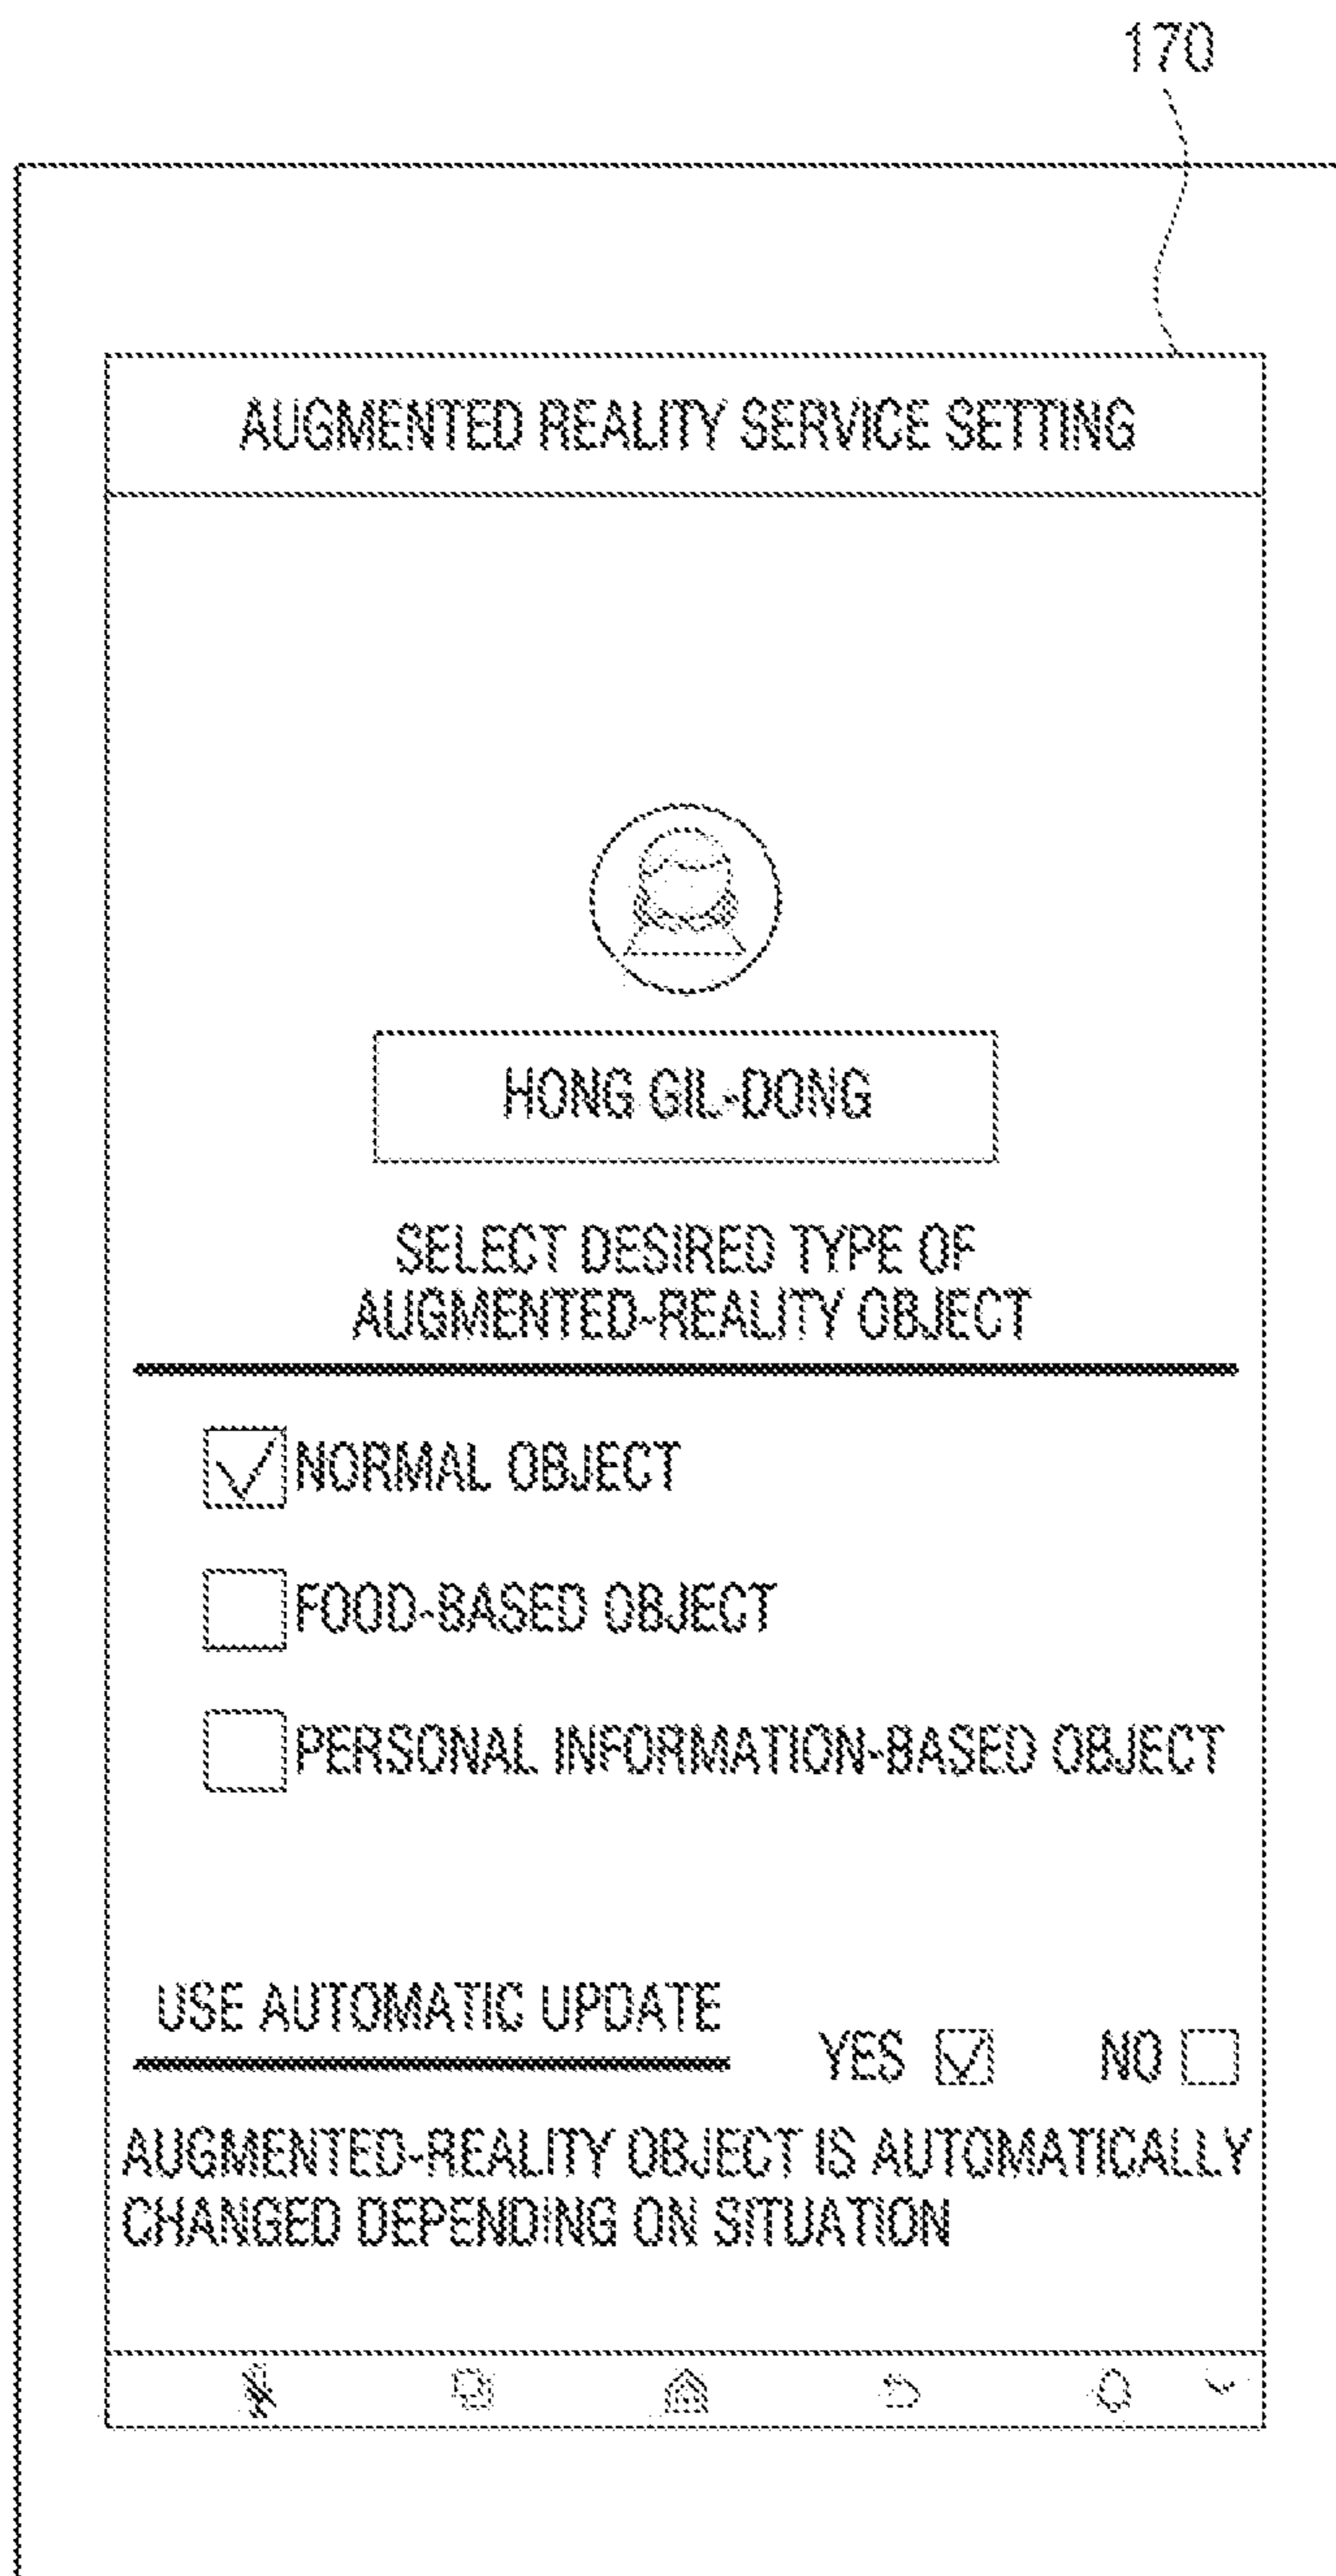 170
AUGMENTED REALITY SERVICE SETTING
HONG GIL-DONG
SELECT DESIRED TYPE OF
AUGMENTED-REALITY OBJECT
NORMAL OBJECT
FOOD-BASED OBJECT
PERSONAL INFORMATION-BASED OBJECT
USE AUTOMATIC UPDATE
YES NO
AUGMENTED-REALITY OBJECT IS AUTOMATICALLY
CHANGED DEPENDING ON SITUATION